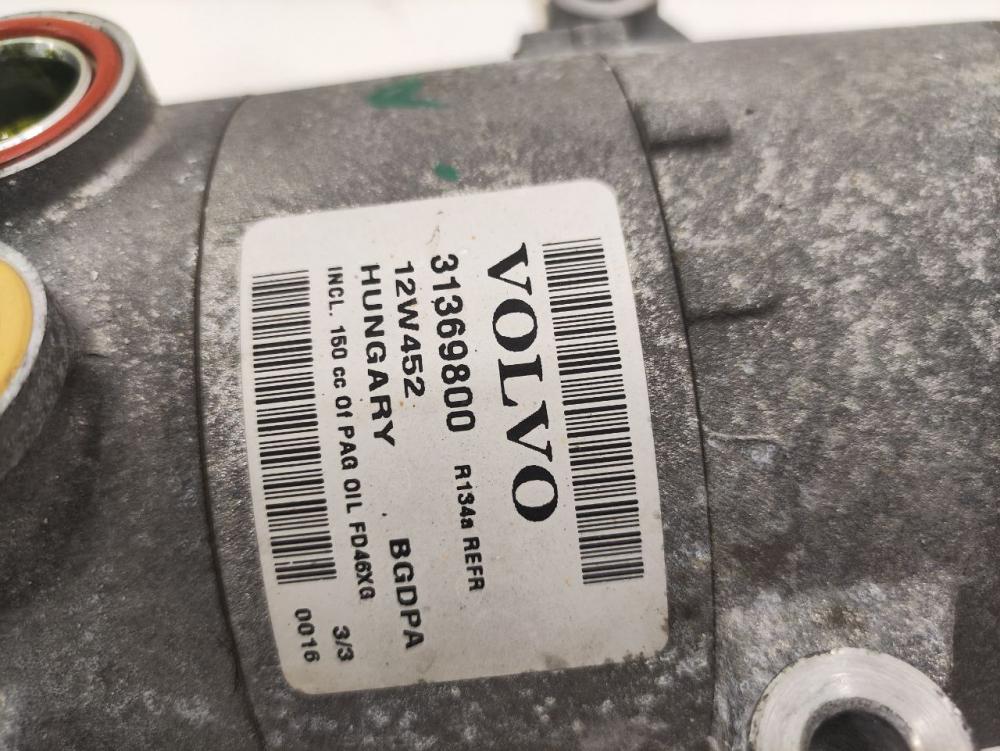 VOLVO
31369800 R134a REFR
12W452
HUNGARY BGDPA
INCL. 150 cc Of PAG OIL FD46XG 3/3
0016